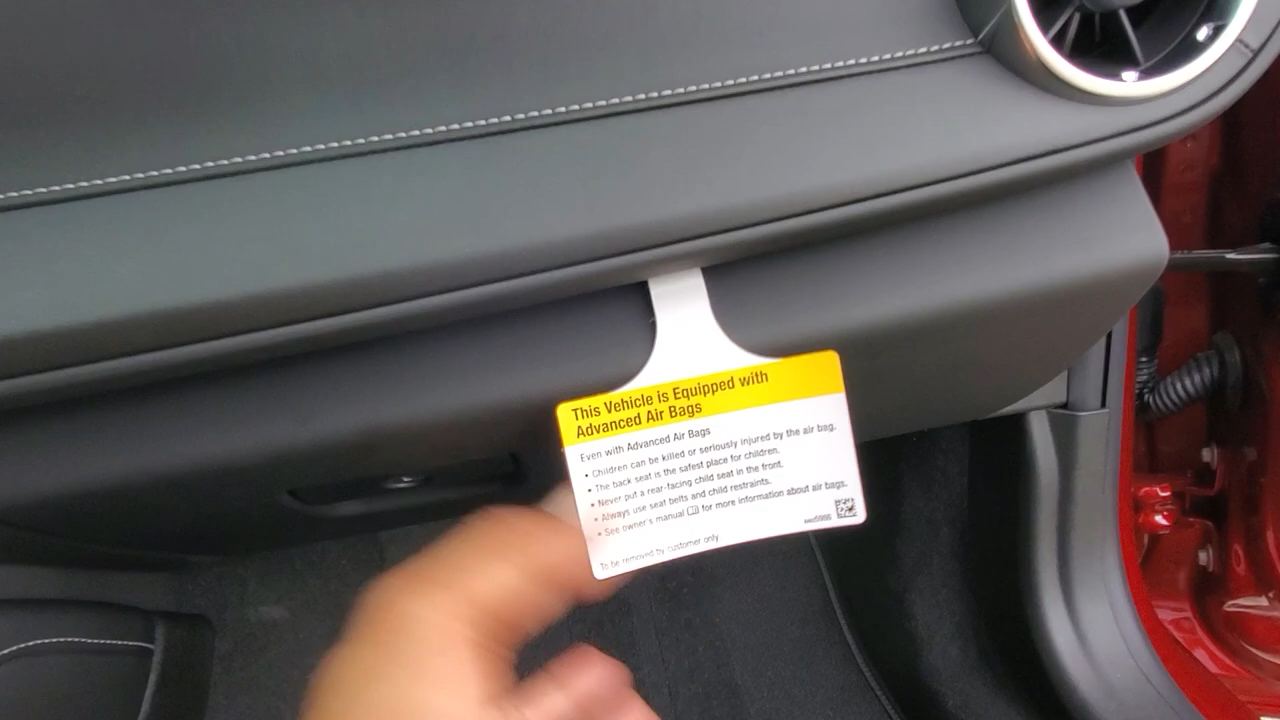 This Vehicle is Equipped with
Advanced Air Bags
Even with Advanced Air Bags
• Children can be killed or seriously injured by the air bag.
• The back seat is the safest place for children.
• Never put a rear-facing child seat in the front.
• Always use seat belts and child restraints.
• See owner's manual for more information about air bags.
To be removed by customer only